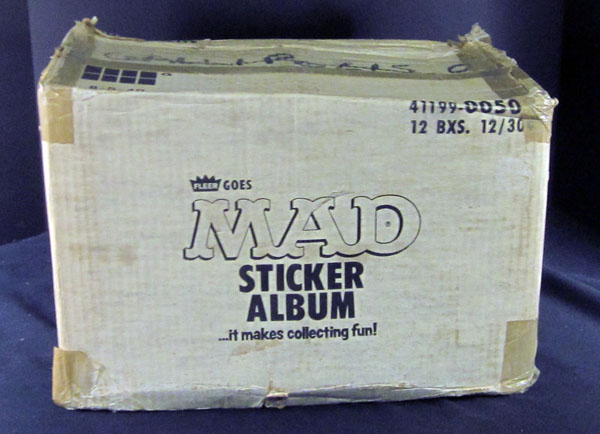 41199-0050
12 BXS. 12/30
FLEER GOES
MAD
STICKER
ALBUM
...it makes collecting fun!